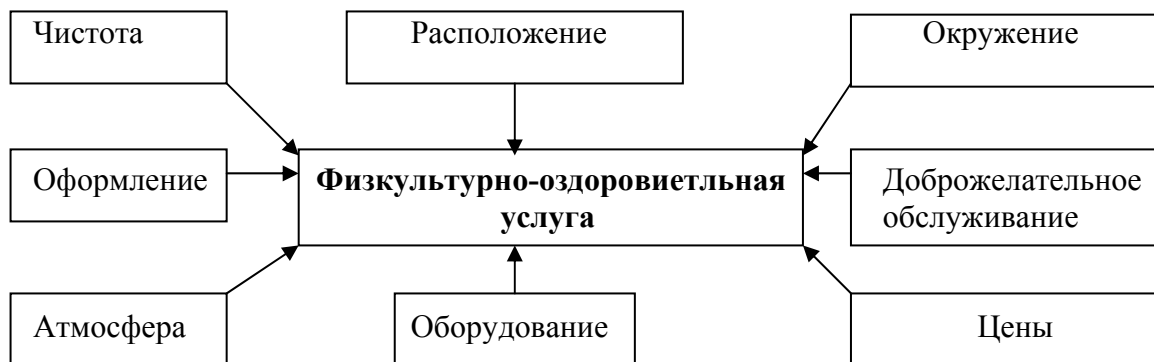 Чистота
Расположение
Окружение
Оформление
Физкультурно-оздоровиетльная
услуга
Доброжелательное
обслуживание
Атмосфера
Оборудование
Цены